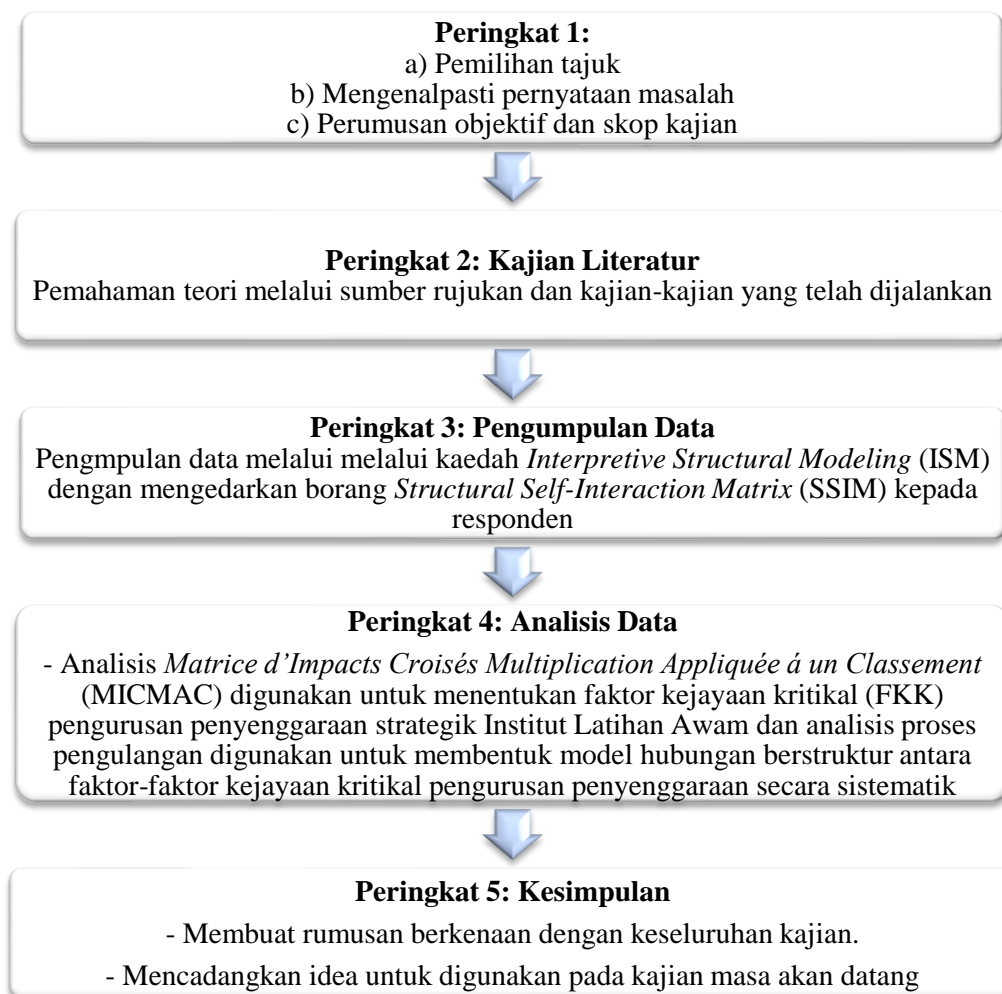 Peringkat 1:
a) Pemilihan tajuk
b) Mengenalpasti pernyataan masalah
c) Perumusan objektif dan skop kajian
Peringkat 2: Kajian Literatur
Pemahaman teori melalui sumber rujukan dan kajian-kajian yang telah dijalankan
Peringkat 3: Pengumpulan Data
Pengmpulan data melalui melalui kaedah Interpretive Structural Modeling (ISM)
dengan mengedarkan borang Structural Self-Interaction Matrix (SSIM) kepada
responden
Peringkat 4: Analisis Data
- Analisis Matrice d’Impacts Croisés Multiplication Appliquée á un Classement
(MICMAC) digunakan untuk menentukan faktor kejayaan kritikal (FKK)
pengurusan penyenggaraan strategik Institut Latihan Awam dan analisis proses
pengulangan digunakan untuk membentuk model hubungan berstruktur antara
faktor-faktor kejayaan kritikal pengurusan penyenggaraan secara sistematik
Peringkat 5: Kesimpulan
- Membuat rumusan berkenaan dengan keseluruhan kajian.
- Mencadangkan idea untuk digunakan pada kajian masa akan datang